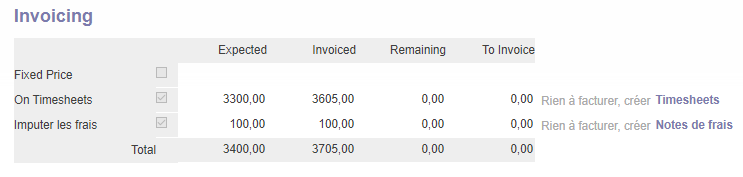 Invoicing
Expected Invoiced Remaining To Invoice
Fixed Price
On Timesheets 3300,00 3605,00 0,00 0,00 Rien à facturer, créer Timesheets
Imputer les frais 100,00 100,00 0,00 0,00 Rien à facturer, créer Notes de frais
Total 3400,00 3705,00 0,00 0,00